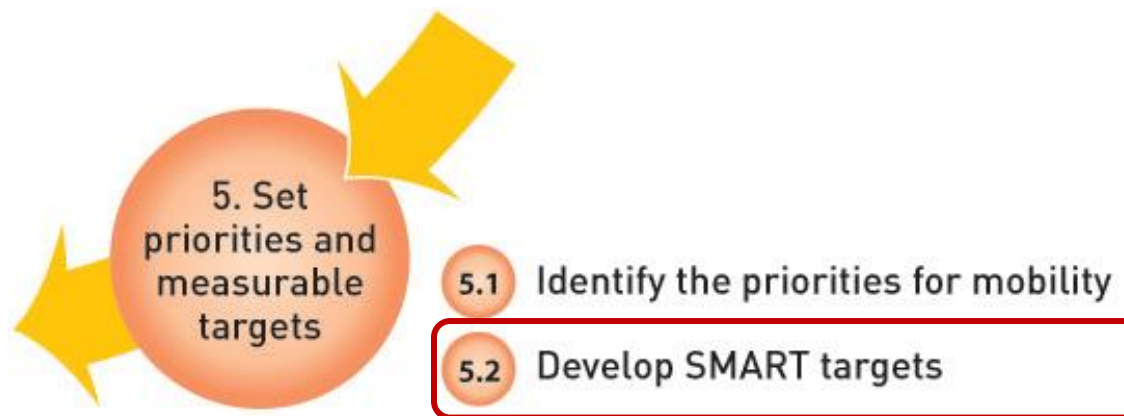 5. Set
priorities and
measurable
targets
5.1 Identify the priorities for mobility
5.2 Develop SMART targets